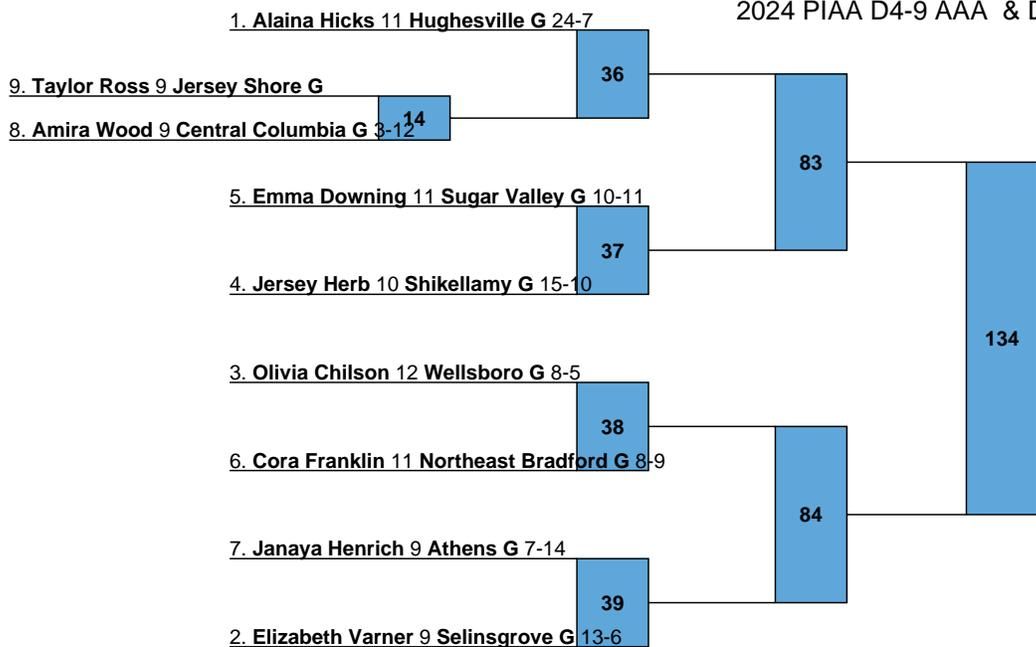 2024 PIAA D4-9 AAA & D
1. Alaina Hicks 11 Hughesville G 24-7
36
9. Taylor Ross 9 Jersey Shore G
14
8. Amira Wood 9 Central Columbia G 3-12
83
5. Emma Downing 11 Sugar Valley G 10-11
37
4. Jersey Herb 10 Shikellamy G 15-10
134
3. Olivia Chilson 12 Wellsboro G 8-5
38
6. Cora Franklin 11 Northeast Bradford G 8-9
84
7. Janaya Henrich 9 Athens G 7-14
39
2. Elizabeth Varner 9 Selinsgrove G 13-6